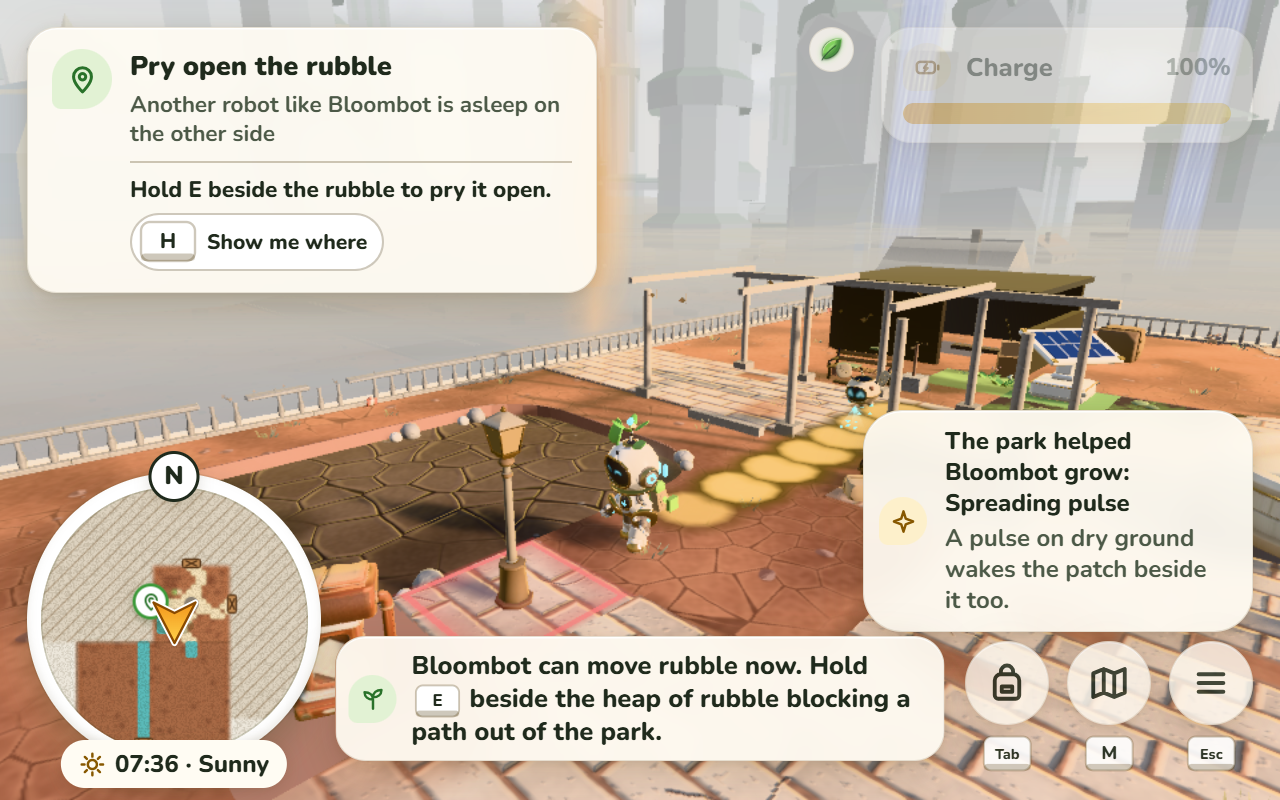 Pry open the rubble
Another robot like Bloombot is asleep on
the other side
Hold E beside the rubble to pry it open.
H Show me where
Charge 100%
N
The park helped
Bloombot grow:
Spreading pulse
A pulse on dry ground
wakes the patch beside
it too.
Bloombot can move rubble now. Hold
E beside the heap of rubble blocking a
path out of the park.
07:36 · Sunny
Tab M Esc